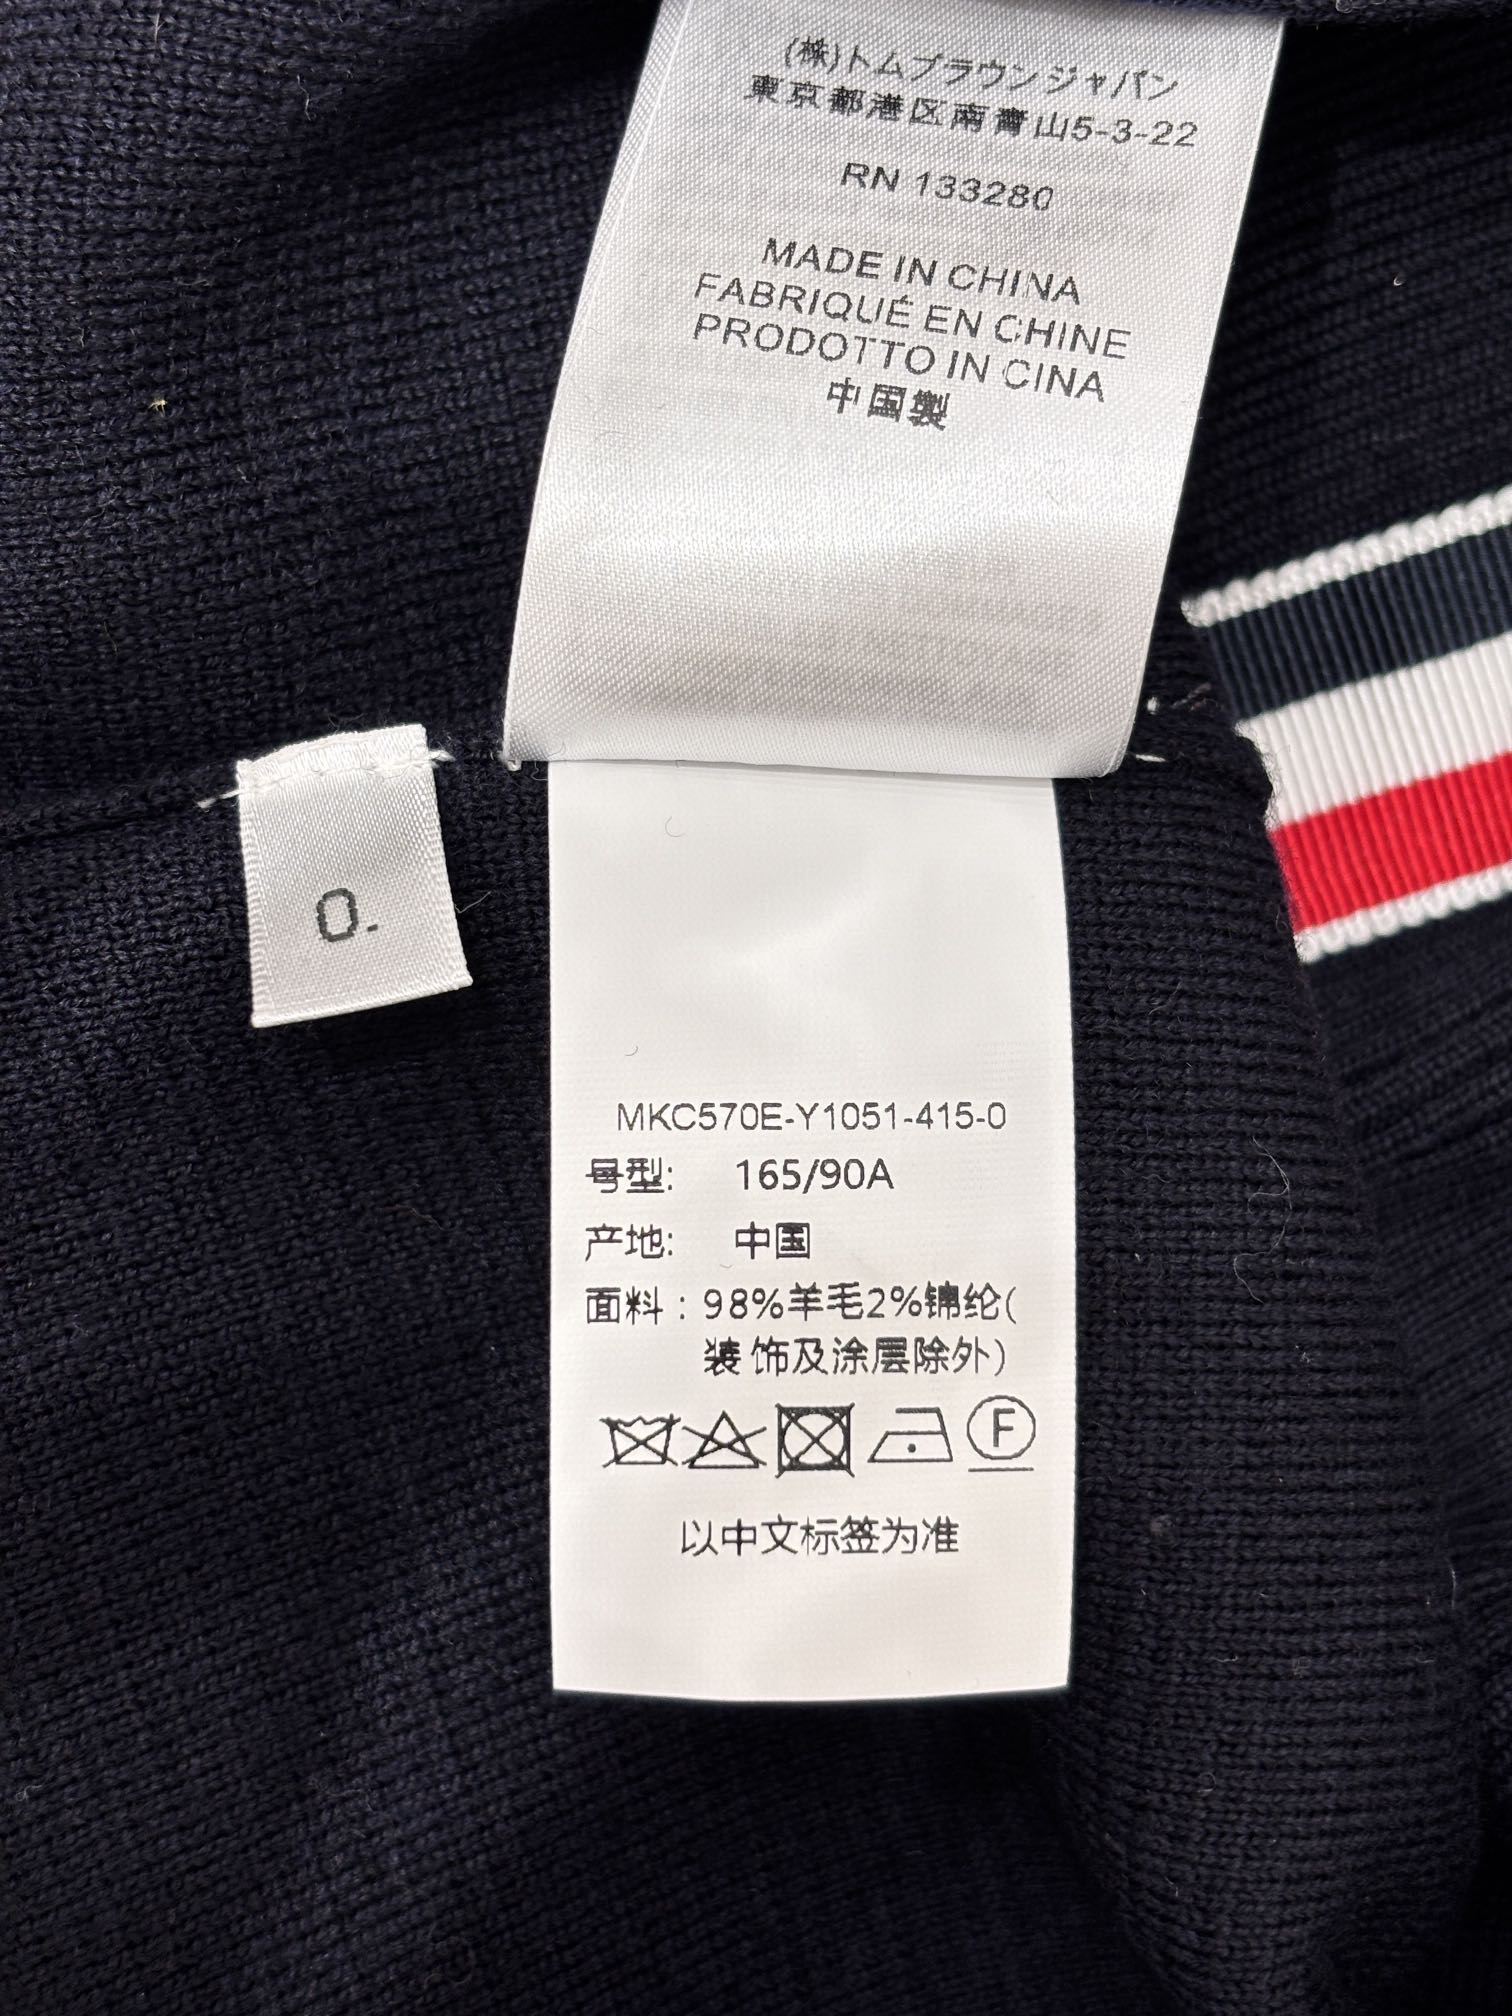 (株)トムブラウンジャパン
東京都港区南青山5-3-22
RN 133280
MADE IN CHINA
FABRIQUÉ EN CHINE
PRODOTTO IN CINA
中国製
0.
MKC570E-Y1051-415-0
号型: 165/90A
产地: 中国
面料：98%羊毛2%锦纶(
装饰及涂层除外)
F
以中文标签为准